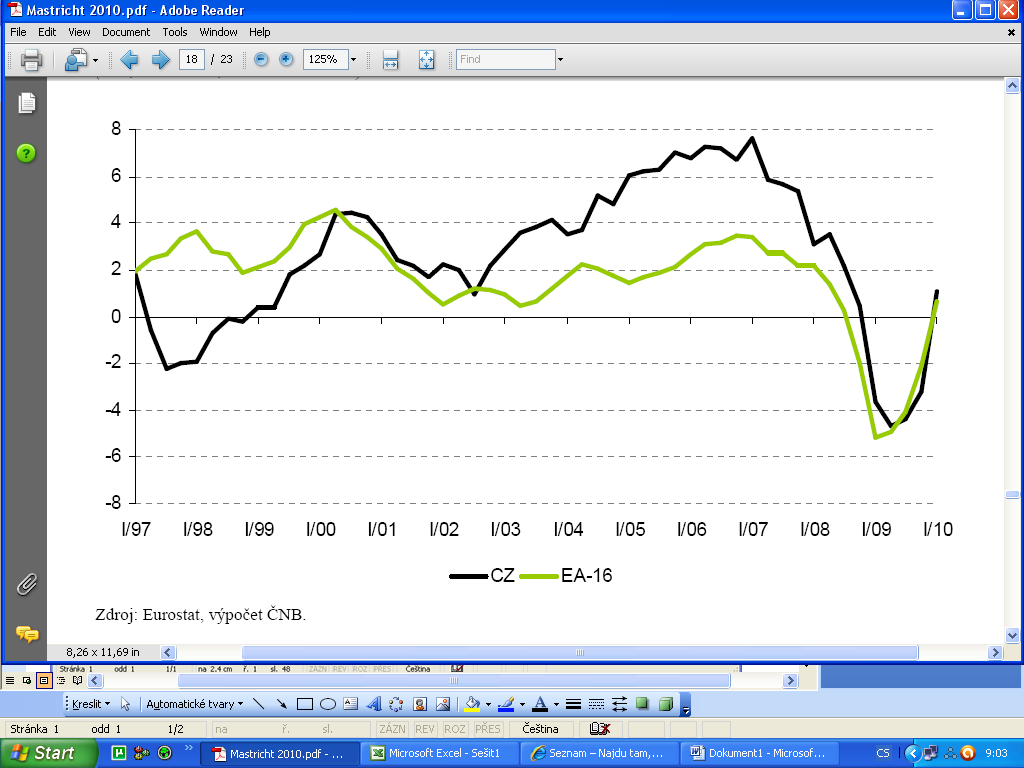 Mastricht 2010.pdf - Adobe Reader
File Edit View Document Tools Window Help
18 / 23 125% Find
8
6
4
2
0
-2
-4
-6
-8
I/97 I/98 I/99 I/00 I/01 I/02 I/03 I/04 I/05 I/06 I/07 I/08 I/09 I/10
CZ EA-16
Zdroj: Eurostat, výpočet ČNB.
8,26 x 11,69 in
Stránka 1 odd 1 1/1 na 2.4 cm ř. 1 sl. 48 ZÁZN REV ROZ PŘES Čeština
Kreslit Automatické tvary
Stránka 1 odd 1 1/2 na ř. sl. ZÁZN REV ROZ PŘES Čeština
Start Mastricht 2010.pdf - ... Microsoft Excel - Sešit1 Seznam – Najdu tam,... Dokument1 - Microsof... CS 9:03